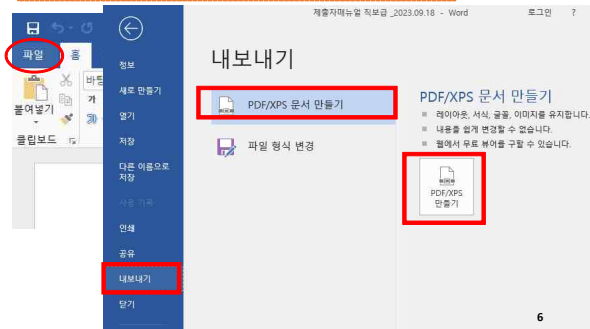 제출자매뉴얼 직보급 _2023.09.18 - Word
로그인 ?
파일 홈
바탕
가
붙여넣기
클립보드
정보
새로 만들기
열기
저장
다른 이름으로
저장
사용 기록
인쇄
공유
내보내기
닫기
내보내기
PDF/XPS 문서 만들기
파일 형식 변경
PDF/XPS 문서 만들기
레이아웃, 서식, 글꼴, 이미지를 유지합니다.
내용을 쉽게 변경할 수 없습니다.
웹에서 무료 뷰어를 구할 수 있습니다.
PDF/XPS
만들기
6